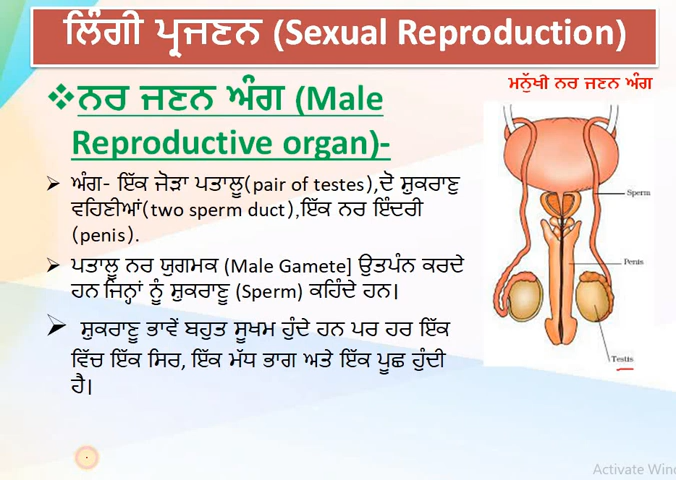 ਲਿੰਗੀ ਪ੍ਰਜਣਨ (Sexual Reproduction)
ਨਰ ਜਣਨ ਅੰਗ (Male
Reproductive organ)-
ਅੰਗ- ਇੱਕ ਜੋੜਾ ਪਤਾਲੂ(pair of testes),ਦੋ ਸ਼ੁਕਰਾਣੂ
ਵਹਿਣੀਆਂ(two sperm duct),ਇੱਕ ਨਰ ਇੰਦਰੀ
(penis).
ਪਤਾਲੂ ਨਰ ਯੁਗਮਕ (Male Gamete] ਉਤਪੰਨ ਕਰਦੇ
ਹਨ ਜਿਨ੍ਹਾਂ ਨੂੰ ਸ਼ੁਕਰਾਣੂ (Sperm) ਕਹਿੰਦੇ ਹਨ।
ਸ਼ੁਕਰਾਣੂ ਭਾਵੇਂ ਬਹੁਤ ਸੂਖਮ ਹੁੰਦੇ ਹਨ ਪਰ ਹਰ ਇੱਕ
ਵਿੱਚ ਇੱਕ ਸਿਰ, ਇੱਕ ਮੱਧ ਭਾਗ ਅਤੇ ਇੱਕ ਪੂਛ ਹੁੰਦੀ
ਹੈ।
ਮਨੁੱਖੀ ਨਰ ਜਣਨ ਅੰਗ
Sperm
Penis
Testis
Activate Wind